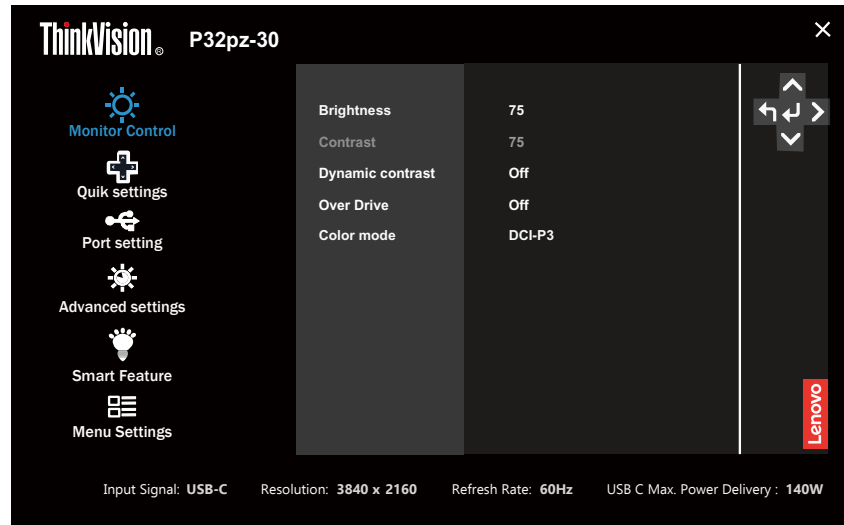 ThinkVision® P32pz-30
Monitor Control
Quik settings
Port setting
Advanced settings
Smart Feature
Menu Settings
Brightness 75
Contrast 75
Dynamic contrast Off
Over Drive Off
Color mode DCI-P3
Lenovo
Input Signal: USB-C Resolution: 3840 x 2160 Refresh Rate: 60Hz USB C Max. Power Delivery : 140W